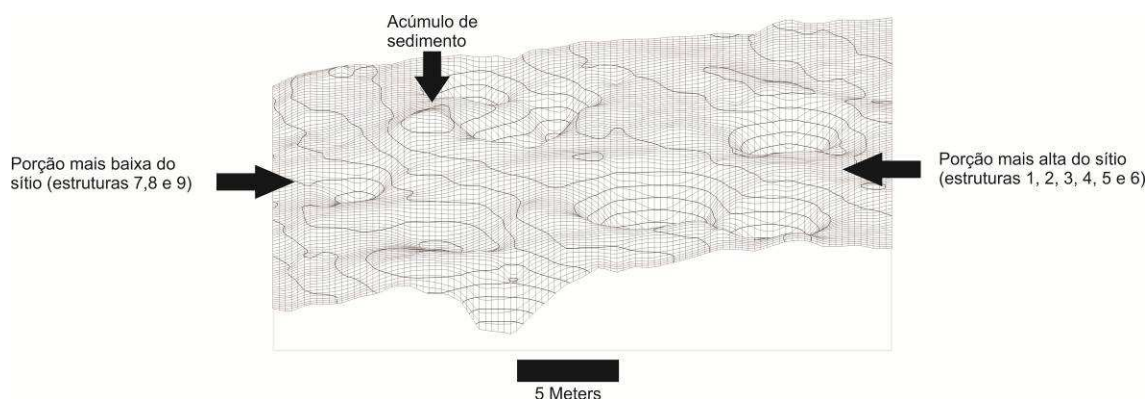 Acúmulo de
sedimento
Porção mais baixa do
sítio (estruturas 7,8 e 9)
Porção mais alta do sítio
(estruturas 1, 2, 3, 4, 5 e 6)
5 Meters